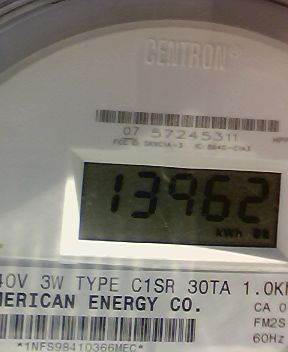 CENTRON®
07 57245311
13962
kWh
40V 3W TYPE C1SR 30TA 1.0K
MERICAN ENERGY CO.
CA 0
FM2S
60Hz
*1NFS98410366MEC*